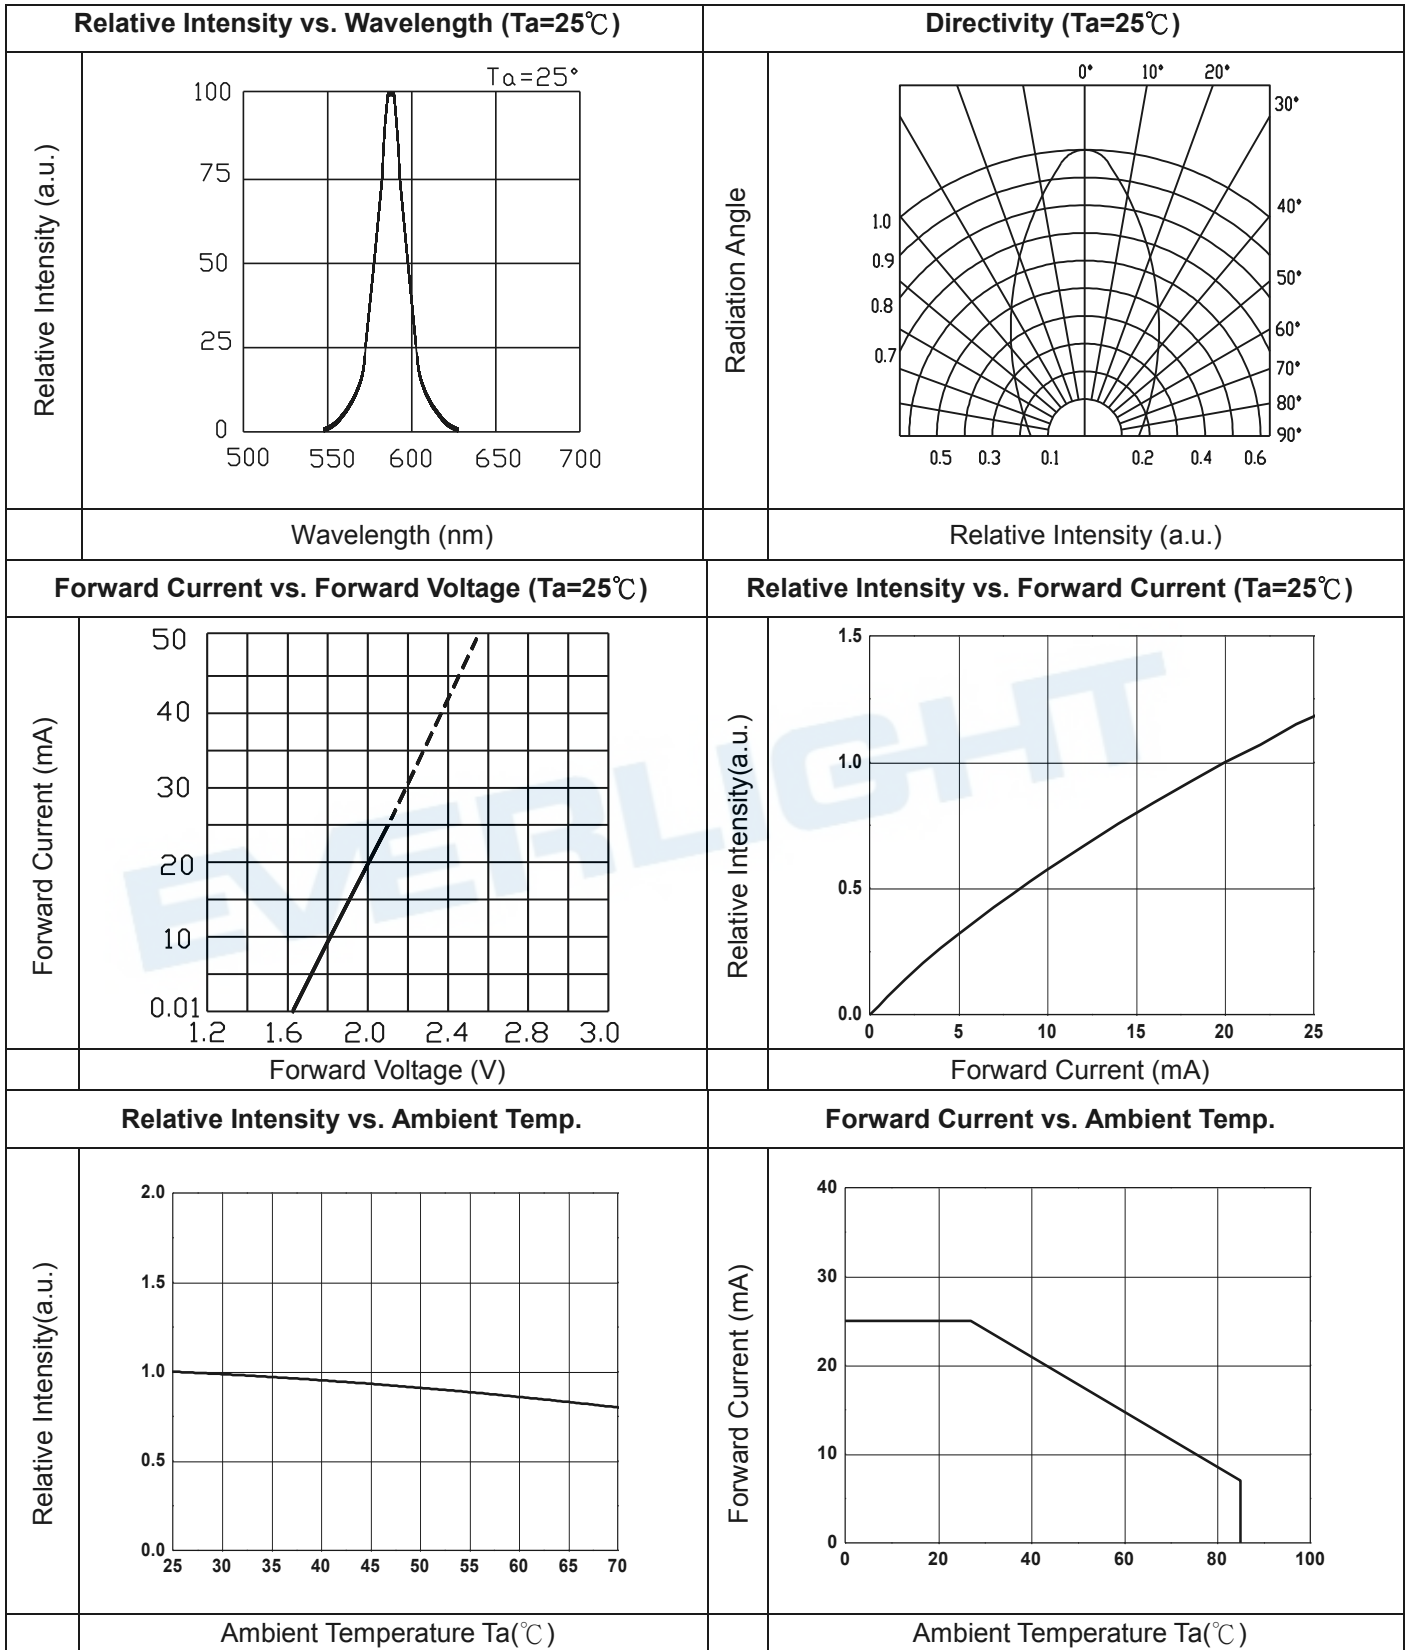 Relative Intensity vs. Wavelength (Ta=25℃)
Directivity (Ta=25℃)
Relative Intensity (a.u.)
Ta=25°
100
75
50
25
0
500 550 600 650 700
Wavelength (nm)
Radiation Angle
0° 10° 20°
30°
40°
50°
60°
70°
80°
90°
1.0
0.9
0.8
0.7
0.5 0.3 0.1 0.2 0.4 0.6
Relative Intensity (a.u.)
Forward Current vs. Forward Voltage (Ta=25℃)
Relative Intensity vs. Forward Current (Ta=25℃)
EVERLIGHT
Forward Current (mA)
50
40
30
20
10
0.01
1.2 1.6 2.0 2.4 2.8 3.0
Forward Voltage (V)
Relative Intensity(a.u.)
1.5
1.0
0.5
0.0
0 5 10 15 20 25
Forward Current (mA)
Relative Intensity vs. Ambient Temp.
Forward Current vs. Ambient Temp.
Relative Intensity(a.u.)
2.0
1.5
1.0
0.5
0.0
25 30 35 40 45 50 55 60 65 70
Ambient Temperature Ta(℃)
Forward Current (mA)
40
30
20
10
0
0 20 40 60 80 100
Ambient Temperature Ta(℃)